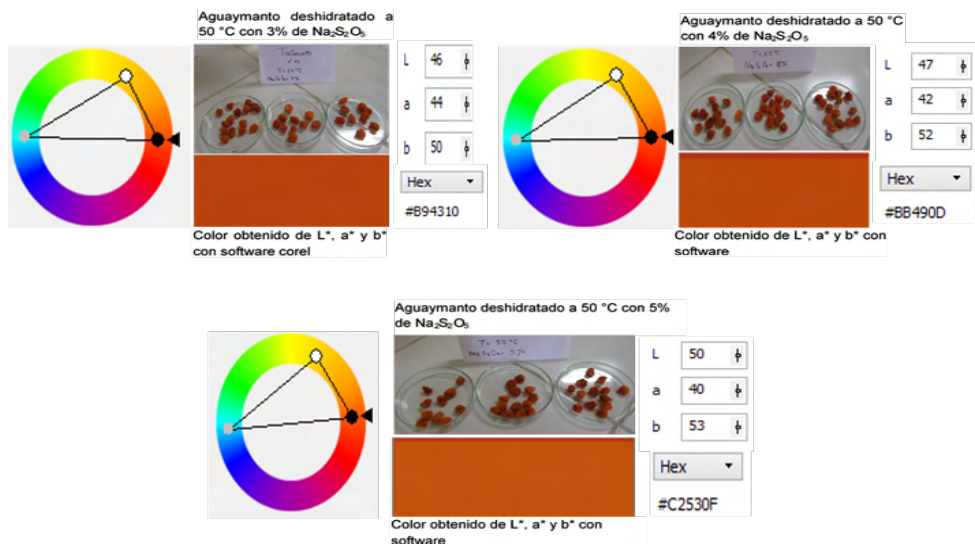 Aguaymanto deshidratado a
50 °C con 3% de Na₂S₂O₅
L 46
a 44
b 50
Hex
#B94310
Color obtenido de L*, a* y b*
con software corel
Aguaymanto deshidratado a 50 °C
con 4% de Na₂S₂O₅
T = 50°C
L 47
a 42
b 52
Hex
#BB490D
Color obtenido de L*, a* y b* con
software
Aguaymanto deshidratado a 50 °C con 5%
de Na₂S₂O₅
T = 50°C
L 50
a 40
b 53
Hex
#C2530F
Color obtenido de L*, a* y b* con
software